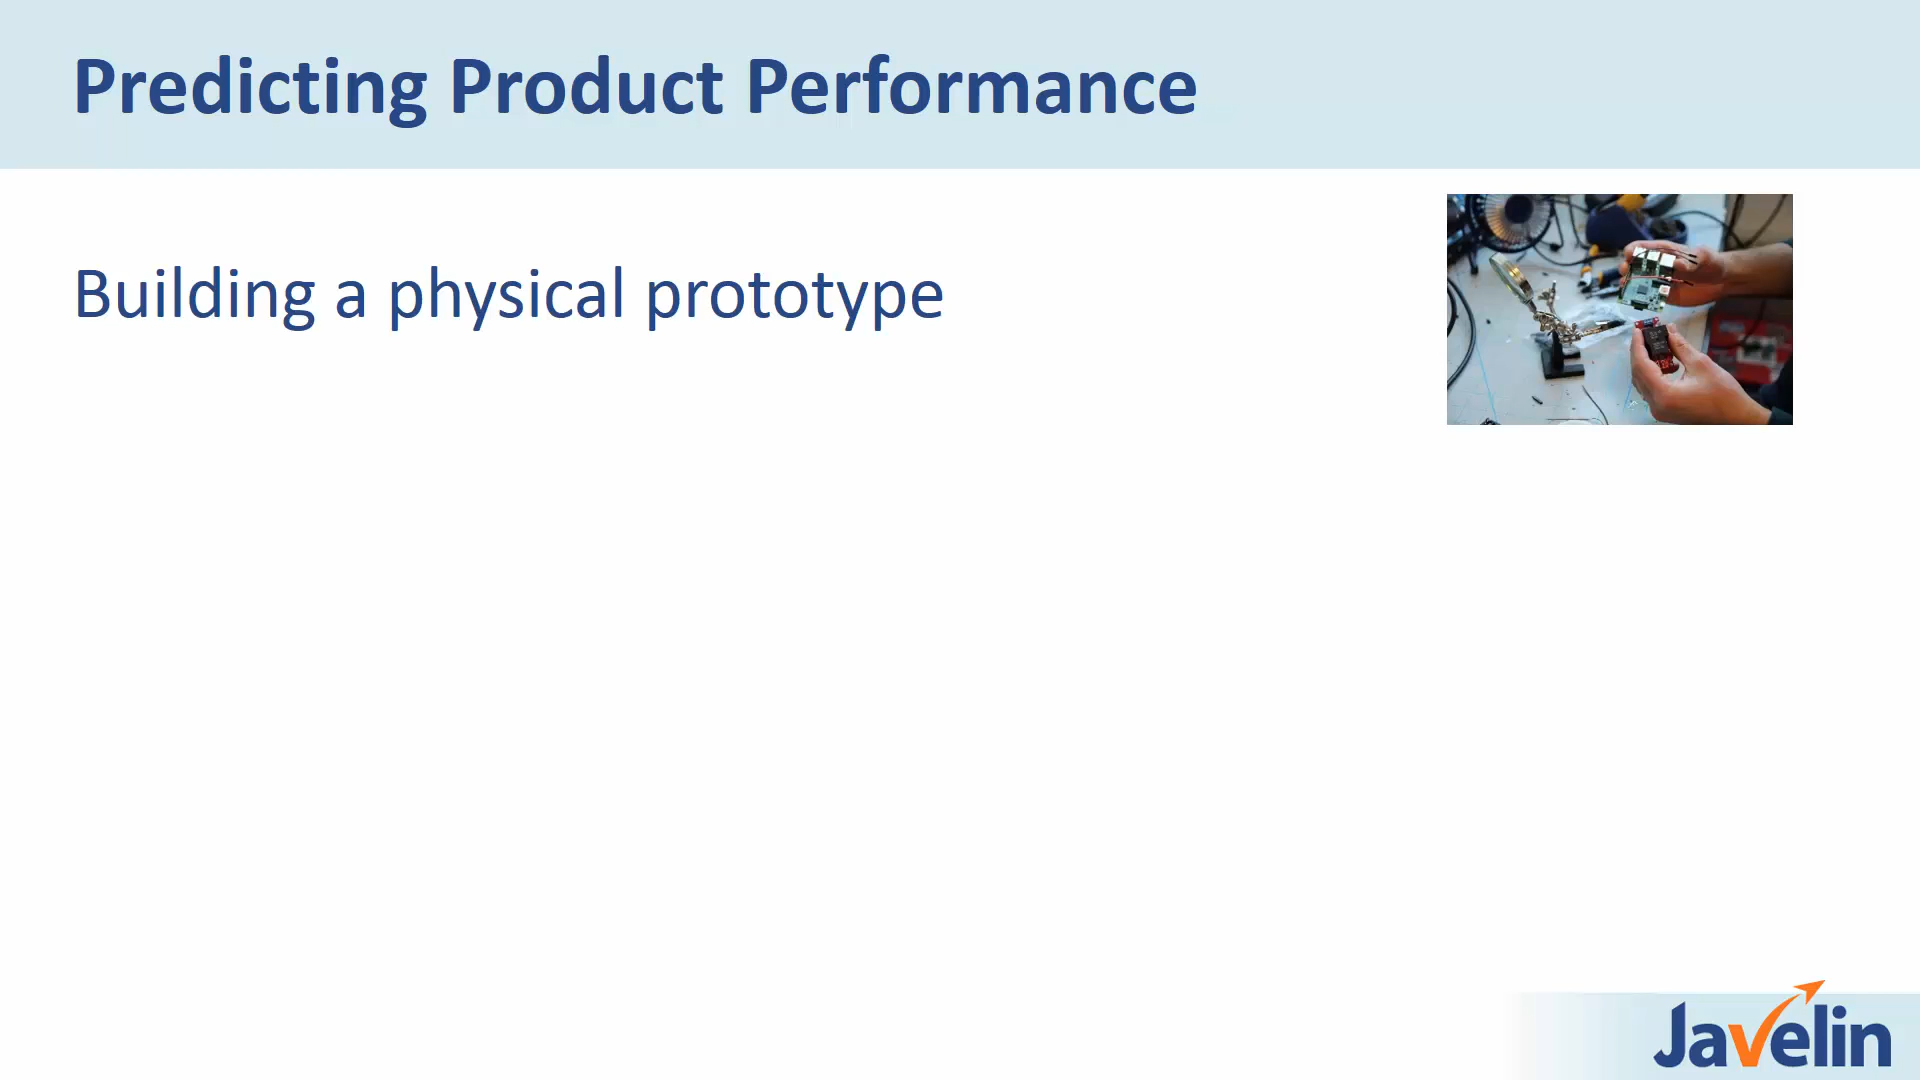 Predicting Product Performance
Building a physical prototype
Javelin